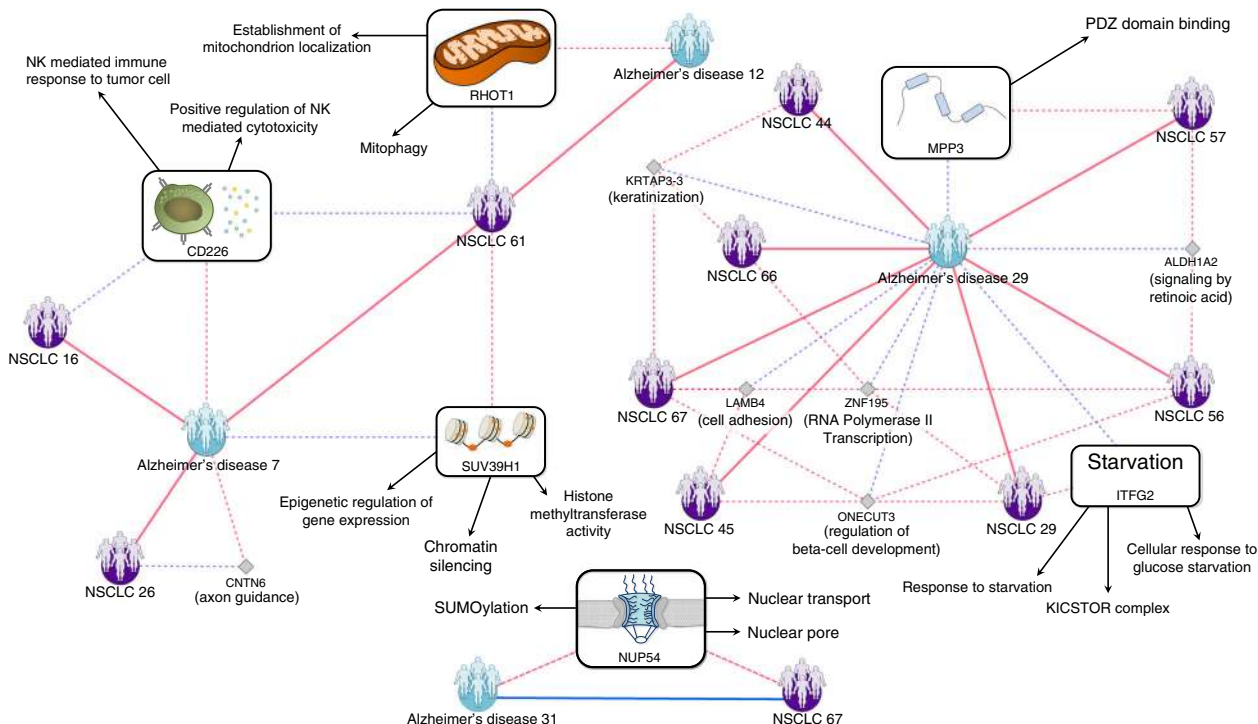 Establishment of
mitochondrion localization
RHOT1
Mitophagy
Alzheimer's disease 12
NK mediated immune
response to tumor cell
Positive regulation of NK
mediated cytotoxicity
CD226
NSCLC 61
NSCLC 16
Alzheimer's disease 7
SUV39H1
Epigenetic regulation of
gene expression
Chromatin
silencing
Histone
methyltransferase
activity
NSCLC 26
CNTN6
(axon guidance)
PDZ domain binding
MPP3
NSCLC 44
NSCLC 57
KRTAP3-3
(keratinization)
NSCLC 66
Alzheimer's disease 29
ALDH1A2
(signaling by
retinoic acid)
NSCLC 67
LAMB4
(cell adhesion)
ZNF195
(RNA Polymerase II
Transcription)
NSCLC 56
NSCLC 45
ONECUT3
(regulation of
beta-cell development)
NSCLC 29
Starvation
ITFG2
Response to starvation
KICSTOR complex
Cellular response to
glucose starvation
SUMOylation
NUP54
Nuclear transport
Nuclear pore
Alzheimer's disease 31
NSCLC 67